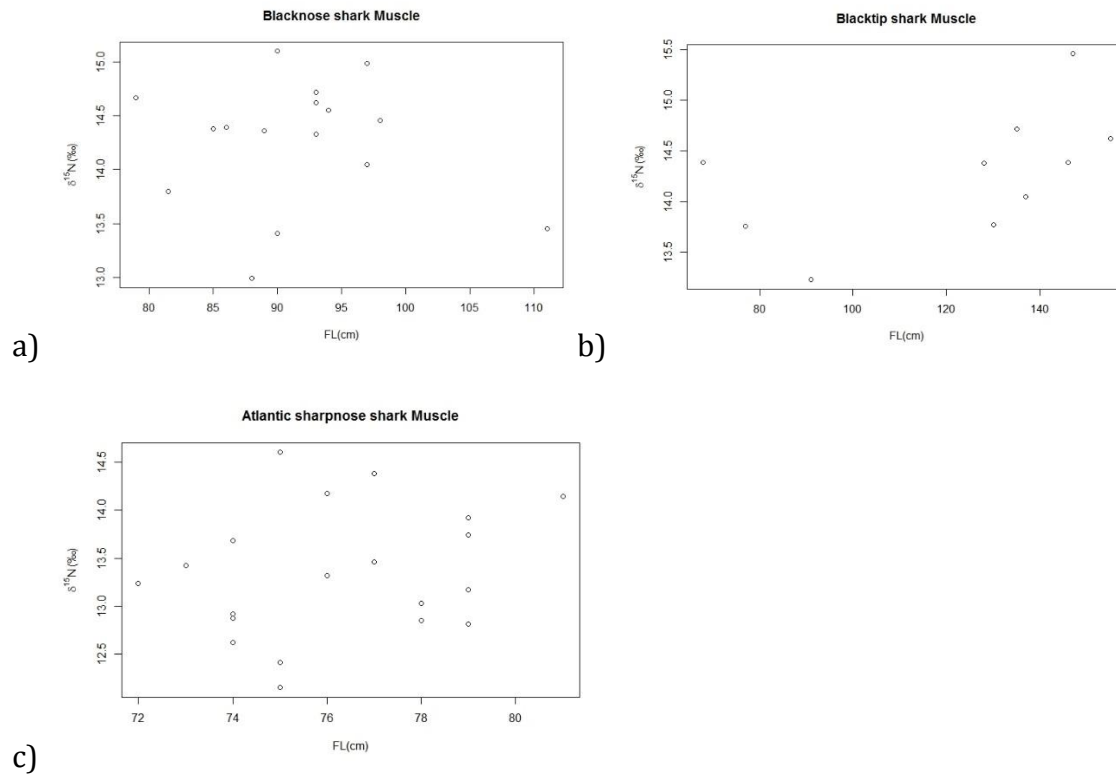 Blacknose shark Muscle
δ¹⁵N (‰)
15.0
14.5
14.0
13.5
13.0
80 85 90 95 100 105 110
FL(cm)
a)
Blacktip shark Muscle
δ¹⁵N (‰)
15.5
15.0
14.5
14.0
13.5
80 100 120 140
FL(cm)
b)
Atlantic sharpnose shark Muscle
δ¹⁵N (‰)
14.5
14.0
13.5
13.0
12.5
72 74 76 78 80
FL(cm)
c)